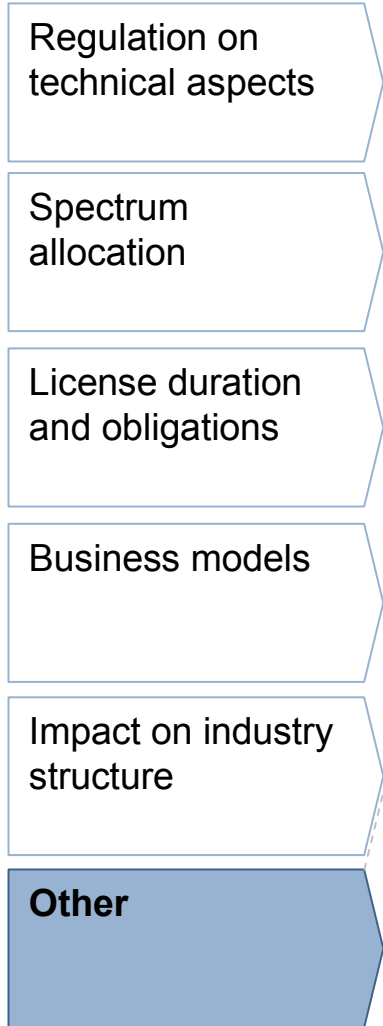 Regulation on
technical aspects
Spectrum
allocation
License duration
and obligations
Business models
Impact on industry
structure
Other